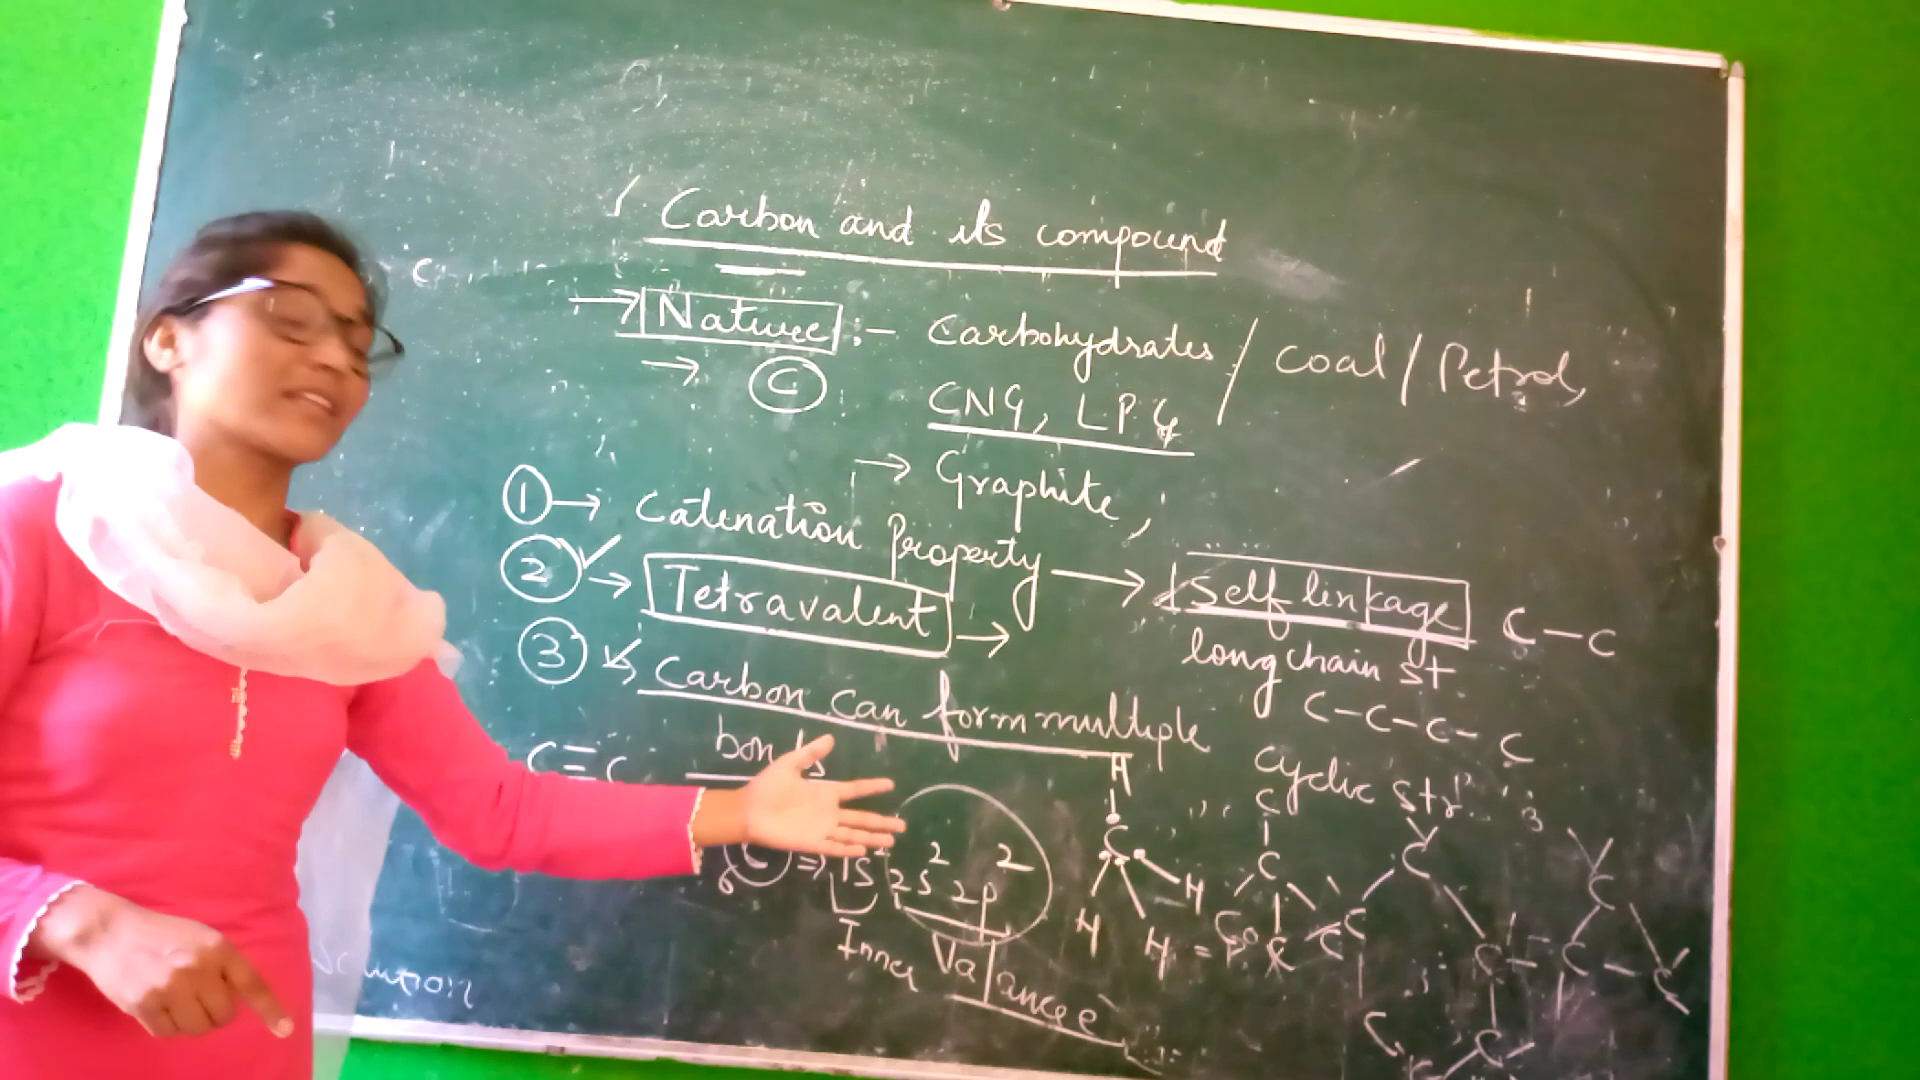 Carbon and its compound
→ Nature :- Carbohydrates / Coal / Petrol,
→ C CNG, LPG
→ Graphite,
1 → Catenation Property → Self linkage C-C
2 → Tetravalent → long chain st.
3 Carbon can form multiple C-C-C-C
bonds
C≡C
cyclic str
6C ⇒ 1S² 2S² 2p²
Inner Valance e⁻
H
C
H H H
C
C
C
C
C
C
C
C
C
C
C
C